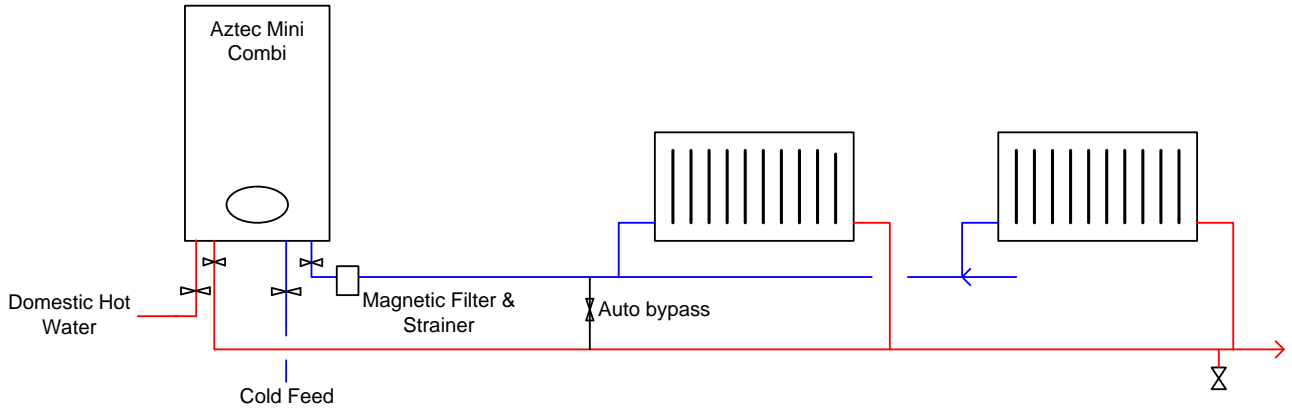 Aztec Mini
Combi
Domestic Hot
Water
Magnetic Filter &
Strainer
Auto bypass
Cold Feed